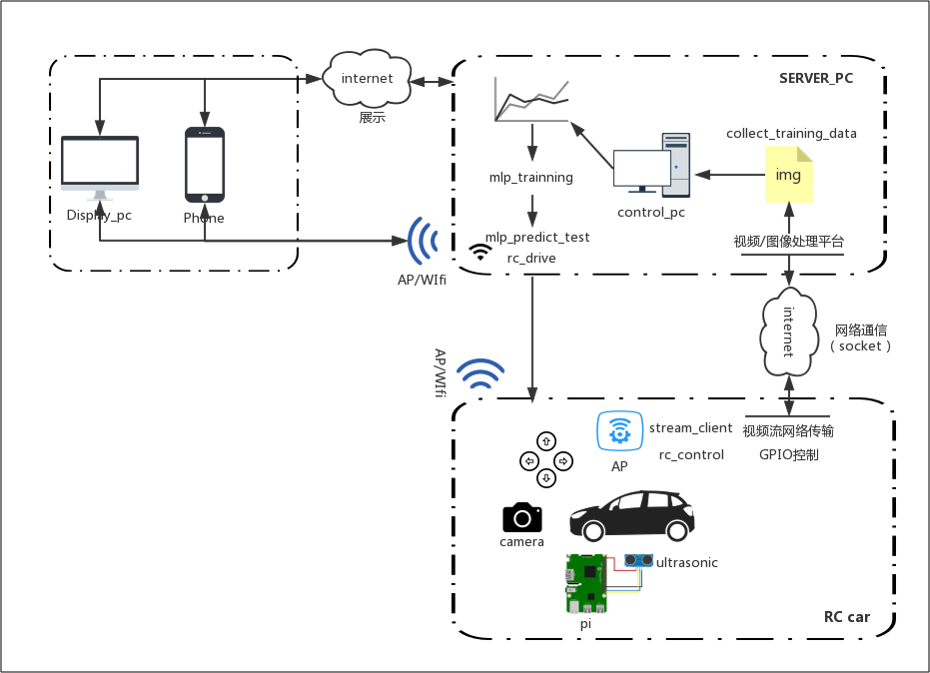 internet
展示
Display_pc
Phone
AP/WIfi
SERVER_PC
collect_training_data
img
control_pc
mlp_trainning
mlp_predict_test
rc_drive
视频/图像处理平台
internet
网络通信
( socket )
AP/WIfi
AP
stream_client
rc_control
视频流网络传输
GPIO控制
camera
ultrasonic
pi
RC car